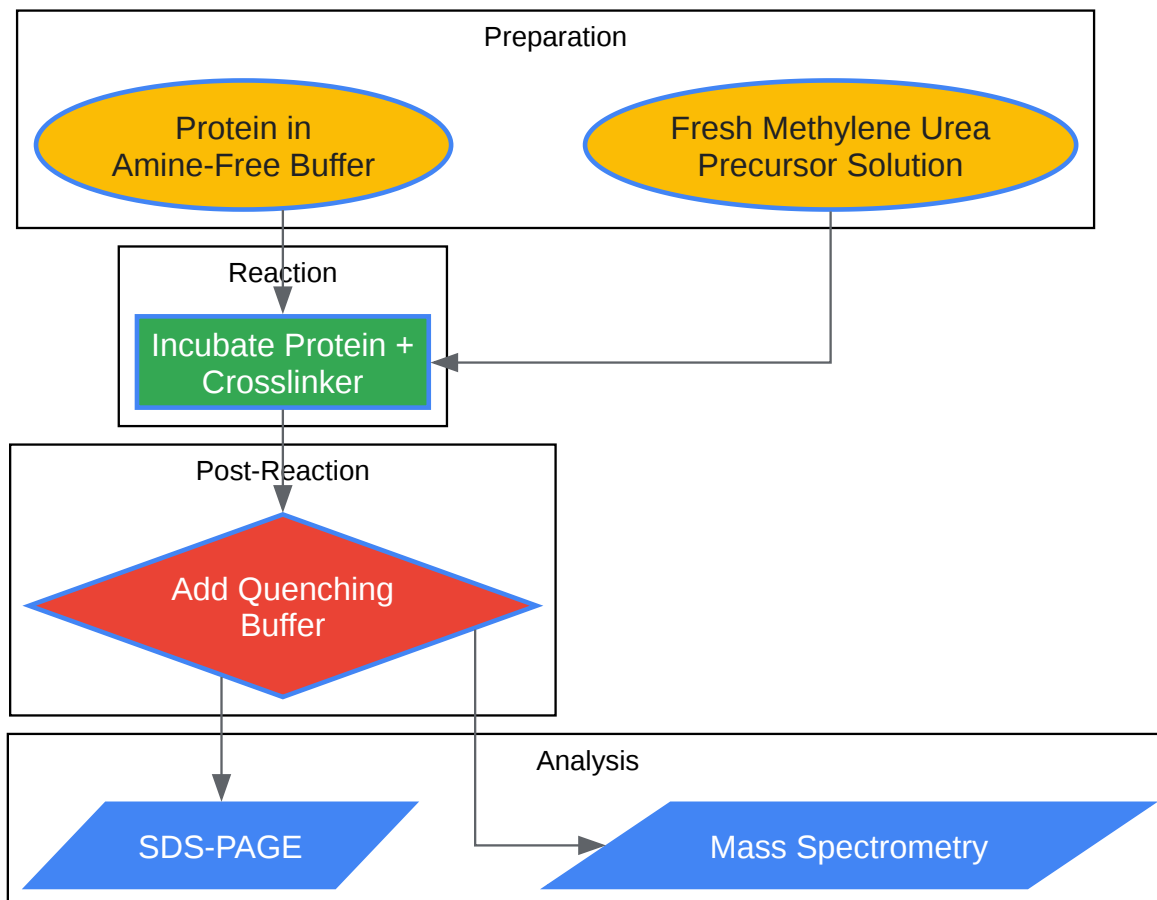 Preparation
Protein in
Amine-Free Buffer
Fresh Methylene Urea
Precursor Solution
Reaction
Incubate Protein +
Crosslinker
Post-Reaction
Add Quenching
Buffer
Analysis
SDS-PAGE
Mass Spectrometry